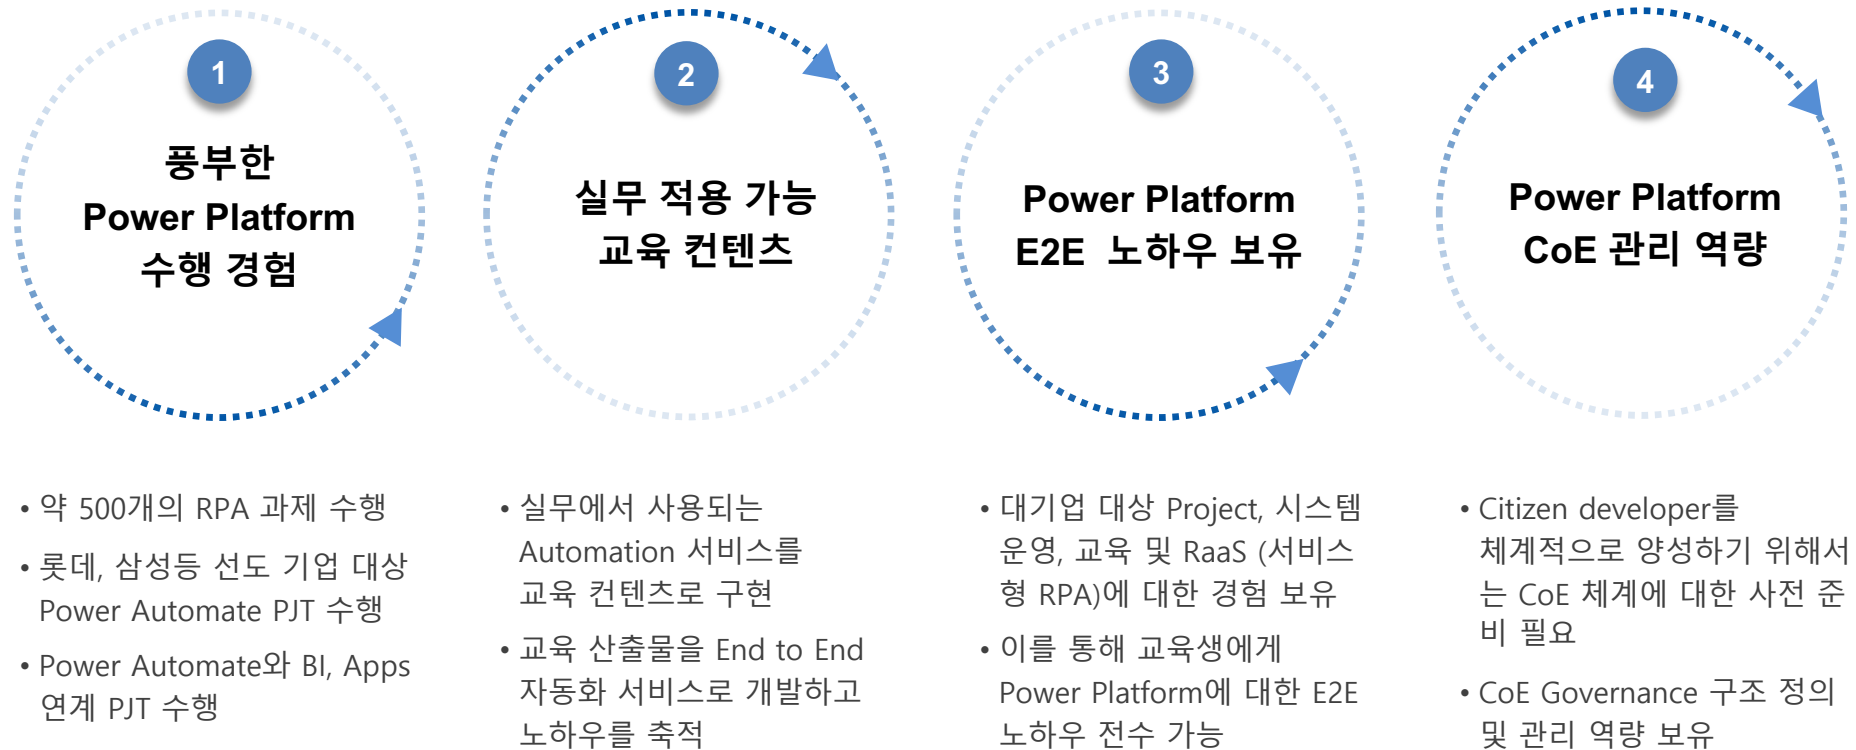 1
풍부한
Power Platform
수행 경험
• 약 500개의 RPA 과제 수행
• 롯데, 삼성등 선도 기업 대상
Power Automate PJT 수행
• Power Automate와 BI, Apps
연계 PJT 수행
2
실무 적용 가능
교육 컨텐츠
• 실무에서 사용되는
Automation 서비스를
교육 컨텐츠로 구현
• 교육 산출물을 End to End
자동화 서비스로 개발하고
노하우를 축적
3
Power Platform
E2E 노하우 보유
• 대기업 대상 Project, 시스템
운영, 교육 및 RaaS (서비스
형 RPA)에 대한 경험 보유
• 이를 통해 교육생에게
Power Platform에 대한 E2E
노하우 전수 가능
4
Power Platform
CoE 관리 역량
• Citizen developer를
체계적으로 양성하기 위해서
는 CoE 체계에 대한 사전 준
비 필요
• CoE Governance 구조 정의
및 관리 역량 보유